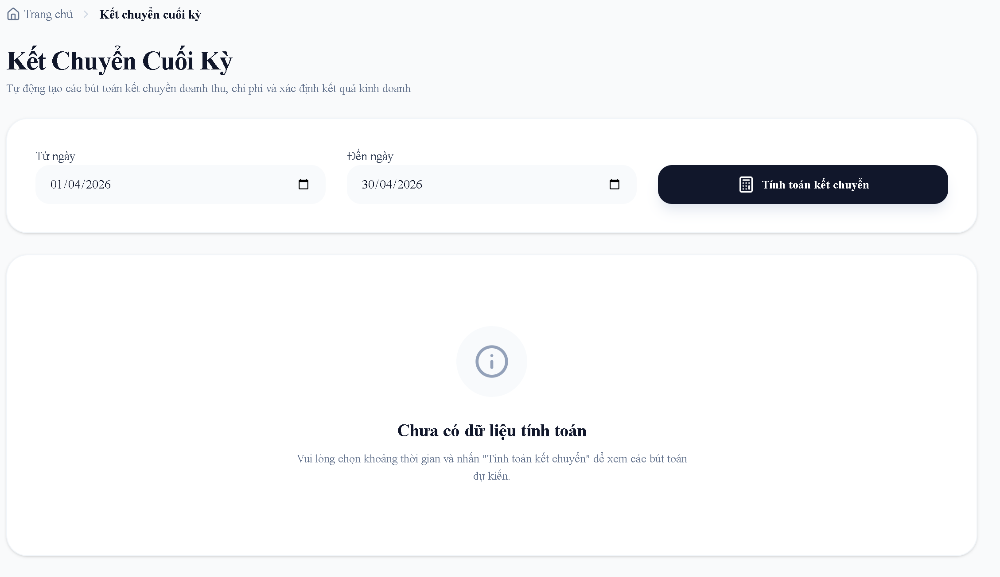 Trang chủ Kết chuyển cuối kỳ
Kết Chuyển Cuối Kỳ
Tự động tạo các bút toán kết chuyển doanh thu, chi phí và xác định kết quả kinh doanh
Từ ngày
01/04/2026
Đến ngày
30/04/2026
Tính toán kết chuyển
Chưa có dữ liệu tính toán
Vui lòng chọn khoảng thời gian và nhấn "Tính toán kết chuyển" để xem các bút toán
dự kiến.